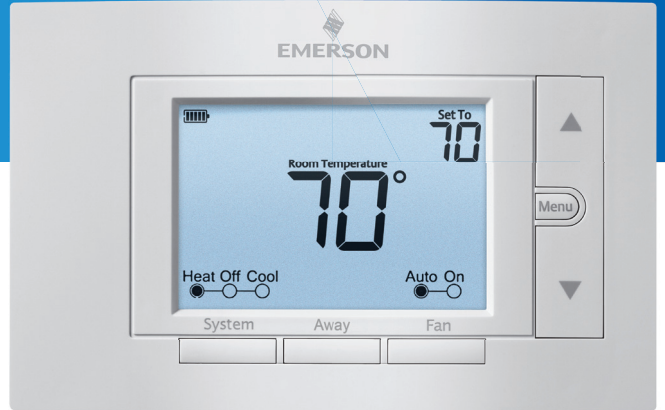 EMERSON
Set To
70
Room Temperature
70°
Heat Off Cool
Auto On
Menu
System Away Fan